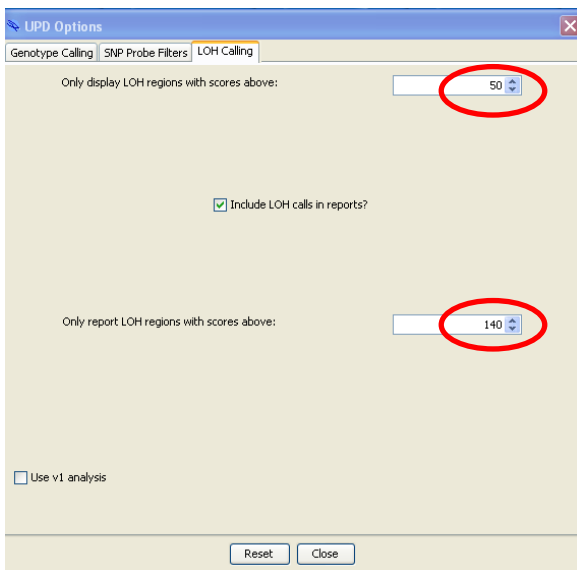 UPD Options
Genotype Calling SNP Probe Filters LOH Calling
Only display LOH regions with scores above: 50
Include LOH calls in reports?
Only report LOH regions with scores above: 140
Use v1 analysis
Reset Close